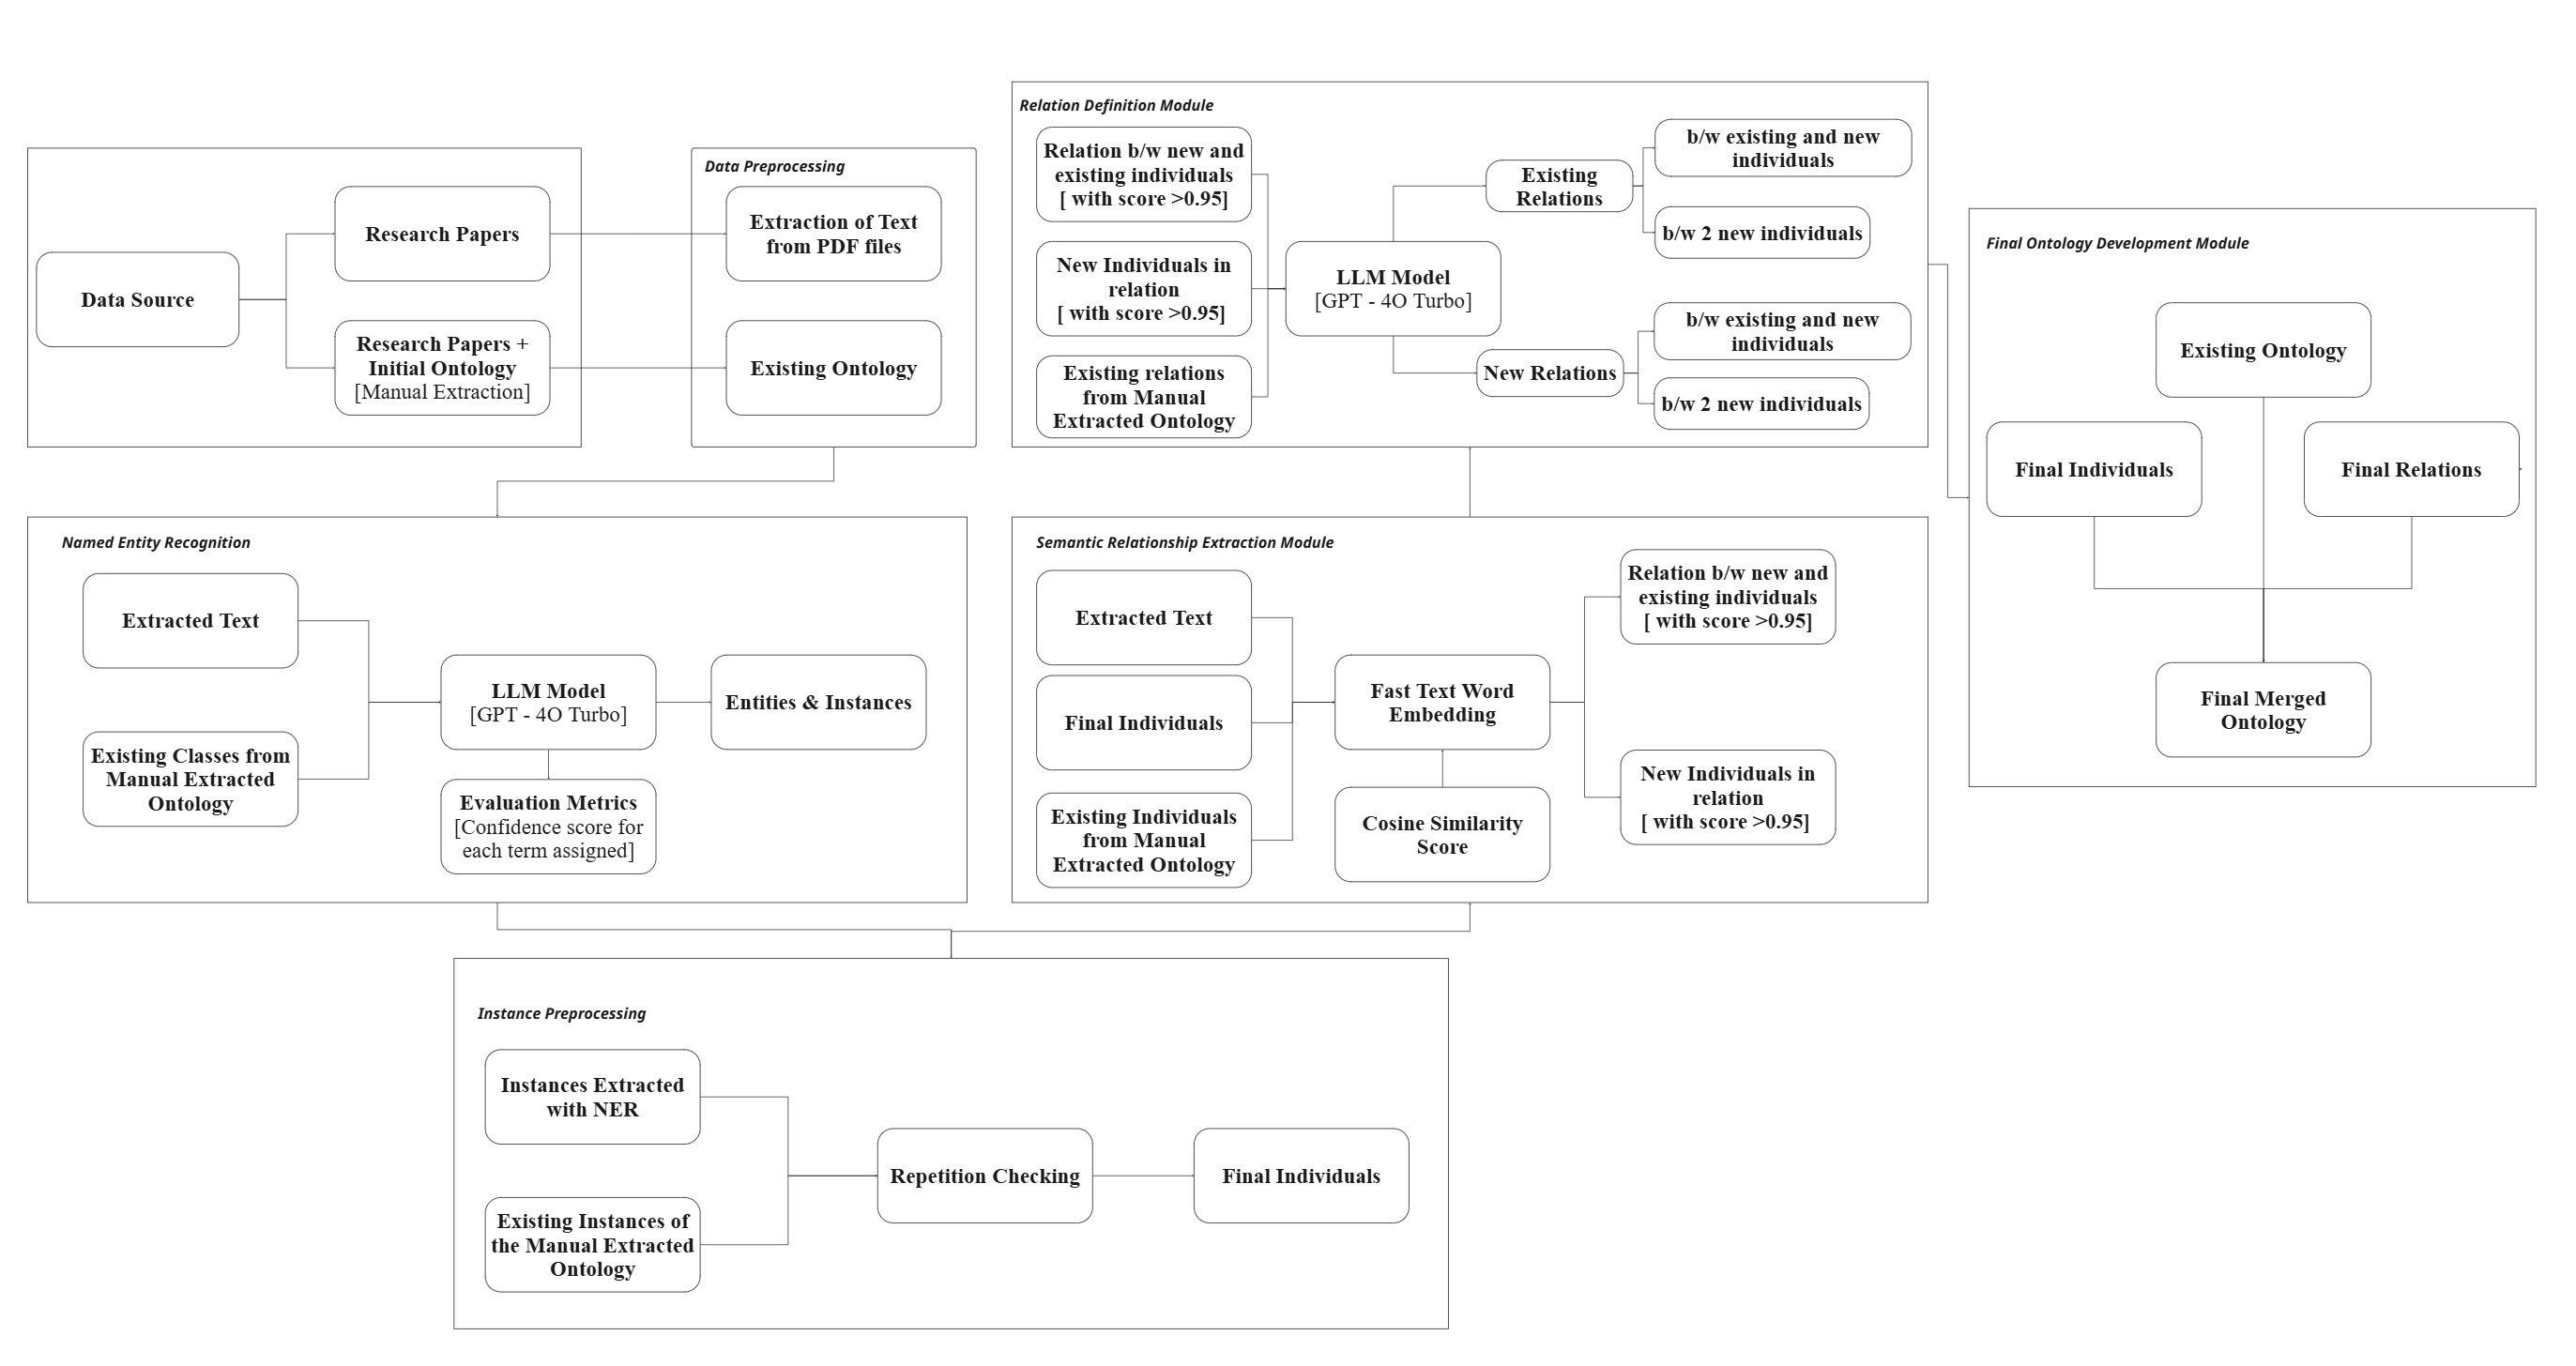 Data Source
Research Papers
Research Papers +
Initial Ontology
[Manual Extraction]
Data Preprocessing
Extraction of Text
from PDF files
Existing Ontology
Relation Definition Module
Relation b/w new and
existing individuals
[ with score >0.95]
New Individuals in
relation
[ with score >0.95]
Existing relations
from Manual
Extracted Ontology
LLM Model
[GPT - 4O Turbo]
Existing
Relations
b/w existing and new
individuals
b/w 2 new individuals
New Relations
b/w existing and new
individuals
b/w 2 new individuals
Final Ontology Development Module
Existing Ontology
Final Individuals
Final Relations
Final Merged
Ontology
Named Entity Recognition
Extracted Text
Existing Classes from
Manual Extracted
Ontology
LLM Model
[GPT - 4O Turbo]
Entities & Instances
Evaluation Metrics
[Confidence score for
each term assigned]
Semantic Relationship Extraction Module
Extracted Text
Final Individuals
Existing Individuals
from Manual
Extracted Ontology
Fast Text Word
Embedding
Cosine Similarity
Score
Relation b/w new and
existing individuals
[ with score >0.95]
New Individuals in
relation
[ with score >0.95]
Instance Preprocessing
Instances Extracted
with NER
Existing Instances of
the Manual Extracted
Ontology
Repetition Checking
Final Individuals